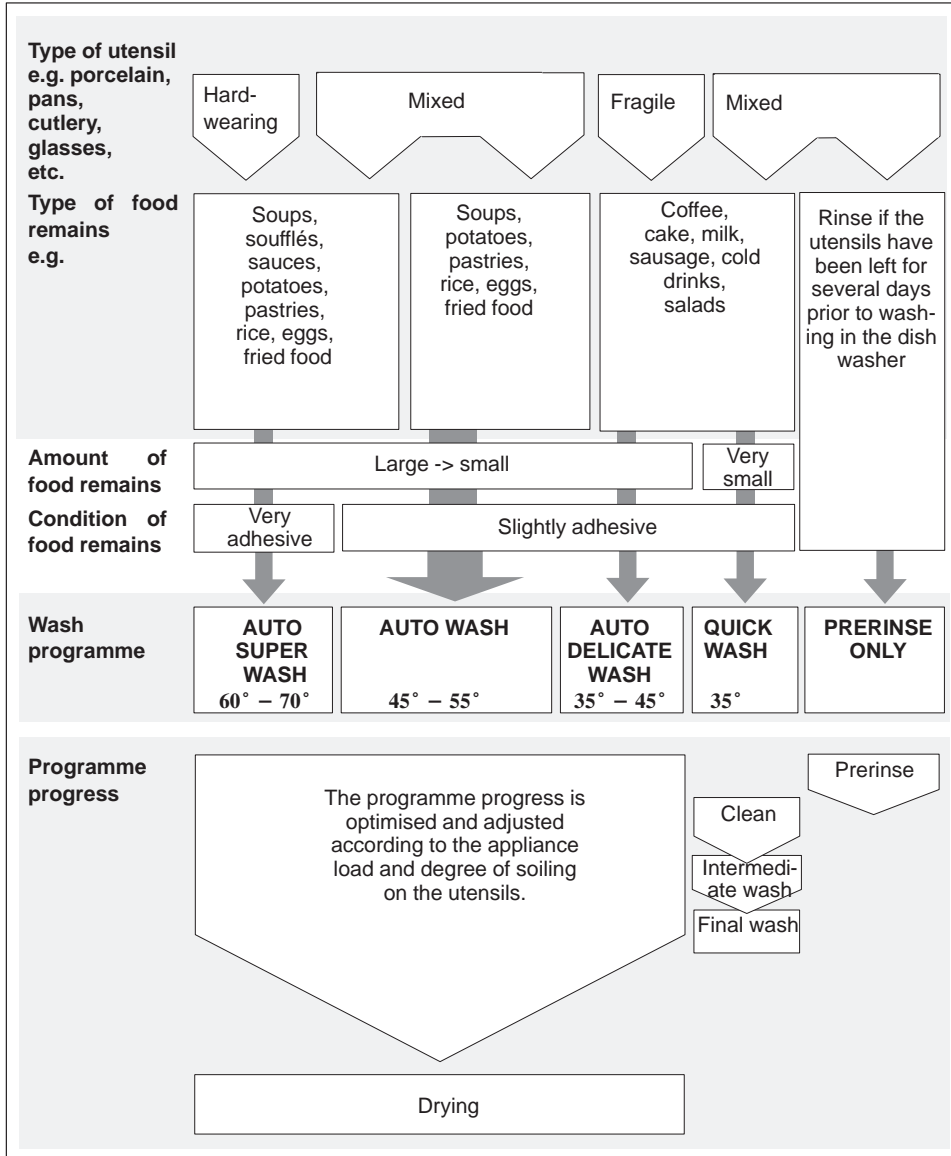 Type of utensil
e.g. porcelain,
pans,
cutlery,
glasses,
etc.
Hard-
wearing
Mixed
Fragile
Mixed
Type of food
remains
e.g.
Soups,
soufflés,
sauces,
potatoes,
pastries,
rice, eggs,
fried food
Soups,
potatoes,
pastries,
rice, eggs,
fried food
Coffee,
cake, milk,
sausage, cold
drinks,
salads
Rinse if the
utensils have
been left for
several days
prior to wash-
ing in the dish
washer
Amount of
food remains
Large -> small
Very
small
Condition of
food remains
Very
adhesive
Slightly adhesive
Wash
programme
AUTO
SUPER
WASH
60° – 70°
AUTO WASH
45° – 55°
AUTO
DELICATE
WASH
35° – 45°
QUICK
WASH
35°
PRERINSE
ONLY
Programme
progress
The programme progress is
optimised and adjusted
according to the appliance
load and degree of soiling
on the utensils.
Clean
Intermedi-
ate wash
Final wash
Prerinse
Drying